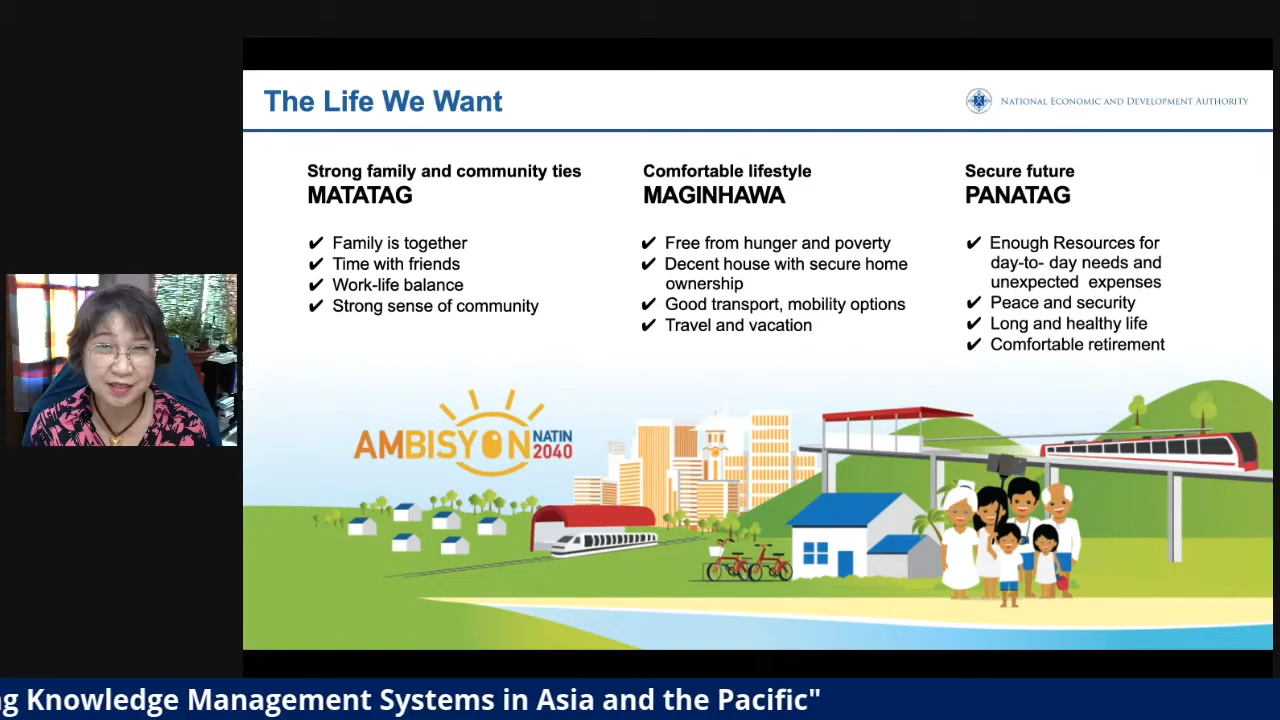 The Life We Want
NATIONAL ECONOMIC AND DEVELOPMENT AUTHORITY
Strong family and community ties
MATATAG
✔ Family is together
✔ Time with friends
✔ Work-life balance
✔ Strong sense of community
Comfortable lifestyle
MAGINHAWA
✔ Free from hunger and poverty
✔ Decent house with secure home
ownership
✔ Good transport, mobility options
✔ Travel and vacation
Secure future
PANATAG
✔ Enough Resources for
day-to- day needs and
unexpected expenses
✔ Peace and security
✔ Long and healthy life
✔ Comfortable retirement
AMBISYON NATIN
2040
g Knowledge Management Systems in Asia and the Pacific"